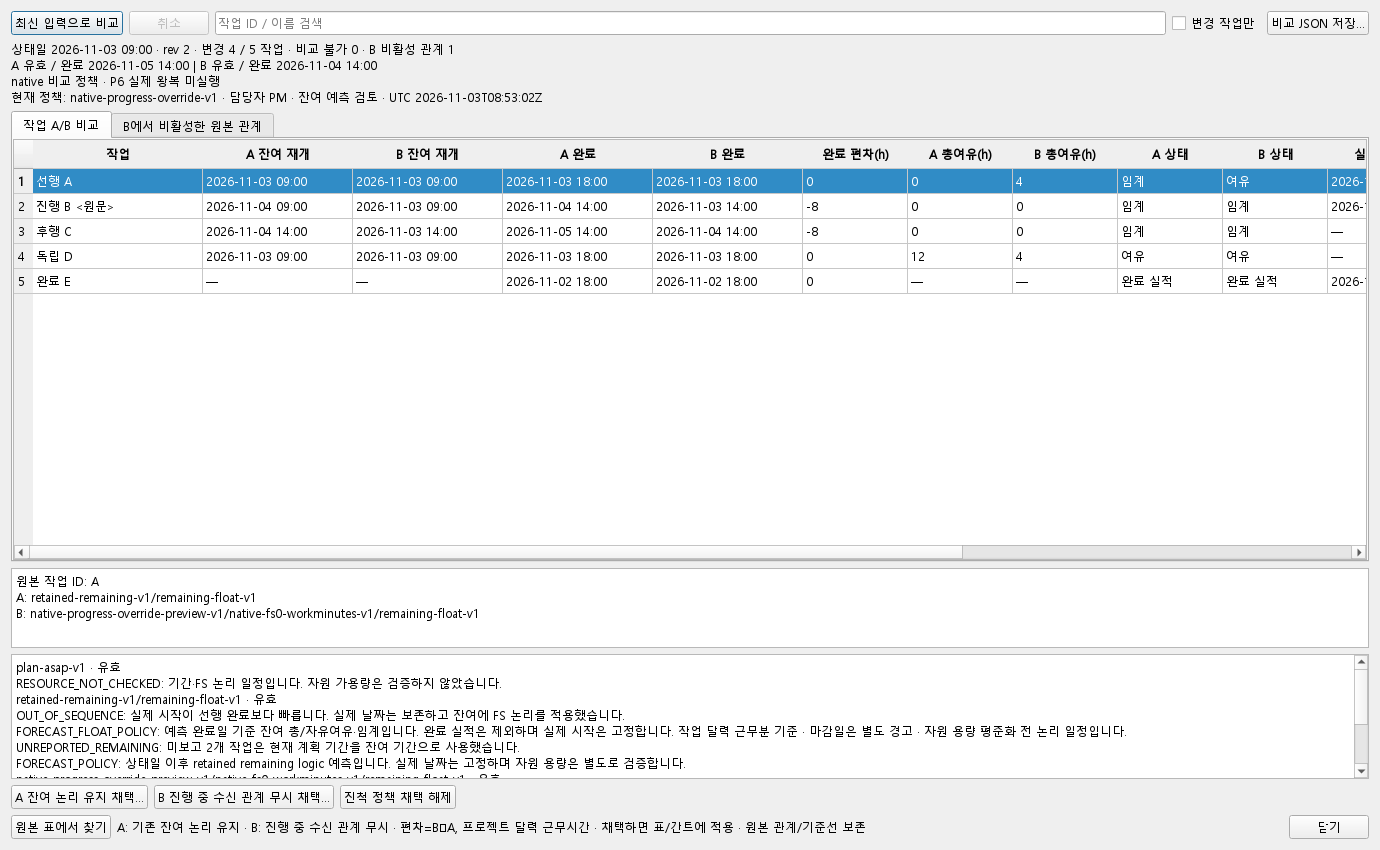 최신 입력으로 비교 취소 작업 ID / 이름 검색 변경 작업만 비교 JSON 저장...
상태일 2026-11-03 09:00 · rev 2 · 변경 4 / 5 작업 · 비교 불가 0 · B 비활성 관계 1
A 유효 / 완료 2026-11-05 14:00 | B 유효 / 완료 2026-11-04 14:00
native 비교 정책 · P6 실제 왕복 미실행
현재 정책: native-progress-override-v1 · 담당자 PM · 잔여 예측 검토 · UTC 2026-11-03T08:53:02Z
작업 A/B 비교 B에서 비활성한 원본 관계
작업 A 잔여 재개 B 잔여 재개 A 완료 B 완료 완료 편차(h) A 총여유(h) B 총여유(h) A 상태 B 상태 실
1 선행 A 2026-11-03 09:00 2026-11-03 09:00 2026-11-03 18:00 2026-11-03 18:00 0 0 4 임계 여유 2026-
2 진행 B <원문> 2026-11-04 09:00 2026-11-03 09:00 2026-11-04 14:00 2026-11-03 14:00 -8 0 0 임계 임계 2026-
3 후행 C 2026-11-04 14:00 2026-11-03 14:00 2026-11-05 14:00 2026-11-04 14:00 -8 0 0 임계 임계 —
4 독립 D 2026-11-03 09:00 2026-11-03 09:00 2026-11-03 18:00 2026-11-03 18:00 0 12 4 여유 여유 —
5 완료 E — — 2026-11-02 18:00 2026-11-02 18:00 0 — — 완료 실적 완료 실적 2026-
원본 작업 ID: A
A: retained-remaining-v1/remaining-float-v1
B: native-progress-override-preview-v1/native-fs0-workminutes-v1/remaining-float-v1
plan-asap-v1 · 유효
RESOURCE_NOT_CHECKED: 기간·FS 논리 일정입니다. 자원 가용량은 검증하지 않았습니다.
retained-remaining-v1/remaining-float-v1 · 유효
OUT_OF_SEQUENCE: 실제 시작이 선행 완료보다 빠릅니다. 실제 날짜는 보존하고 잔여에 FS 논리를 적용했습니다.
FORECAST_FLOAT_POLICY: 예측 완료일 기준 잔여 총/자유여유·임계입니다. 완료 실적은 제외하며 실제 시작은 고정합니다. 작업 달력 근무분 기준 · 마감일은 별도 경고 · 자원 용량 평준화 전 논리 일정입니다.
UNREPORTED_REMAINING: 미보고 2개 작업은 현재 계획 기간을 잔여 기간으로 사용했습니다.
FORECAST_POLICY: 상태일 이후 retained remaining logic 예측입니다. 실제 날짜는 고정하며 자원 용량은 별도로 검증합니다.
native-progress-override-preview-v1/native-fs0-workminutes-v1/remaining-float-v1 · 유효
A 잔여 논리 유지 채택... B 진행 중 수신 관계 무시 채택... 진척 정책 채택 해제
원본 표에서 찾기 A: 기존 잔여 논리 유지 · B: 진행 중 수신 관계 무시 · 편차=B□A, 프로젝트 달력 근무시간 · 채택하면 표/간트에 적용 · 원본 관계/기준선 보존 닫기